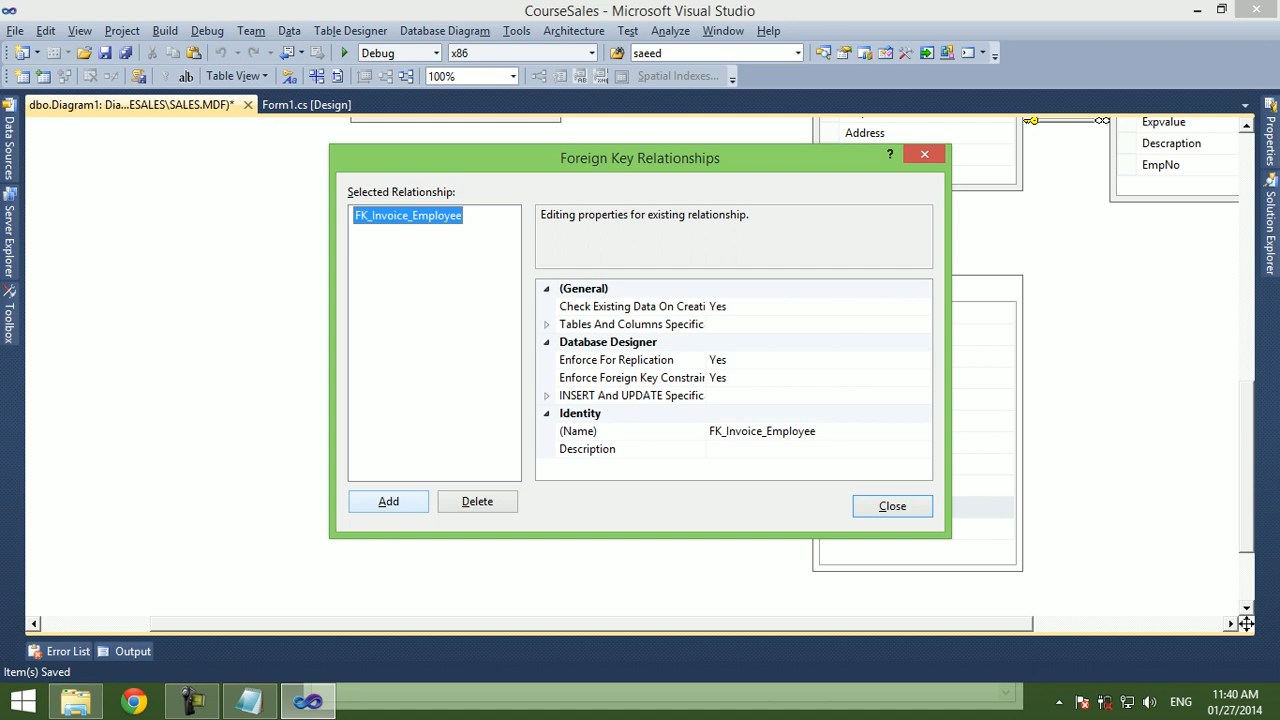 CourseSales - Microsoft Visual Studio
File Edit View Project Build Debug Team Data Table Designer Database Diagram Tools Architecture Test Analyze Window Help
Debug x86 saeed
ab Table View 100% Spatial Indexes...
dbo.Diagram1: Dia...ESALES\SALES.MDF)* Form1.cs [Design]
Data Sources
Server Explorer
Toolbox
Properties
Solution Explorer
Address
Expvalue
Descraption
EmpNo
Foreign Key Relationships
Selected Relationship:
FK_Invoice_Employee
Editing properties for existing relationship.
(General)
Check Existing Data On Creati Yes
Tables And Columns Specific
Database Designer
Enforce For Replication Yes
Enforce Foreign Key Constrain Yes
INSERT And UPDATE Specific
Identity
(Name) FK_Invoice_Employee
Description
Add Delete
Close
Error List Output
Item(s) Saved
ENG
11:40 AM
01/27/2014